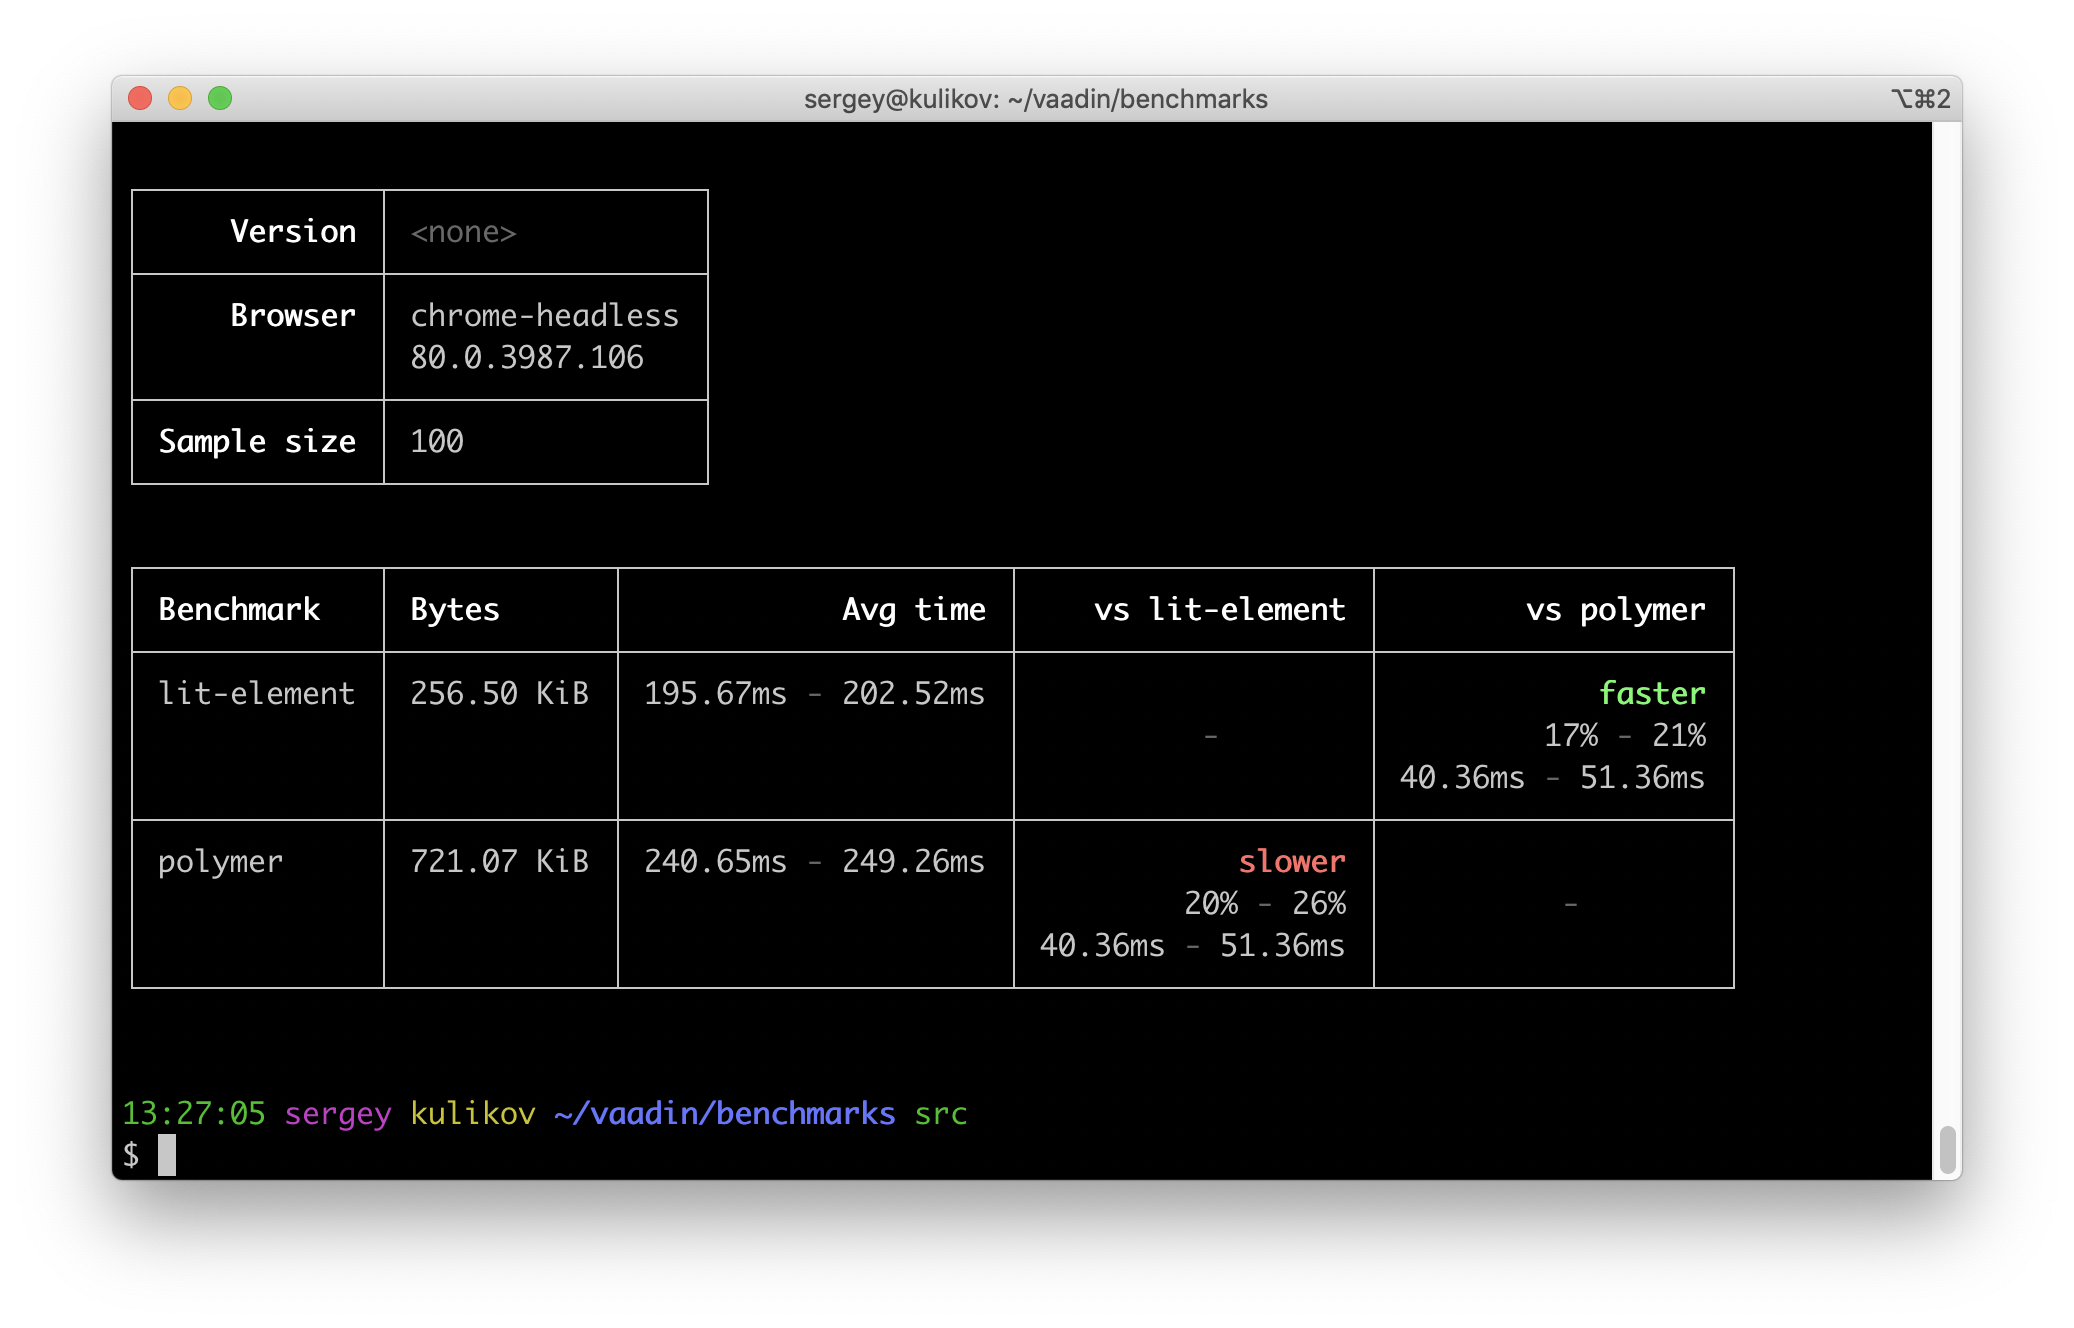 sergey@kulikov: ~/vaadin/benchmarks ⌥⌘2
Version <none>
Browser chrome-headless
80.0.3987.106
Sample size 100
Benchmark Bytes Avg time vs lit-element vs polymer
lit-element 256.50 KiB 195.67ms - 202.52ms faster
- 17% - 21%
40.36ms - 51.36ms
polymer 721.07 KiB 240.65ms - 249.26ms slower
20% - 26% -
40.36ms - 51.36ms
13:27:05 sergey kulikov ~/vaadin/benchmarks src
$